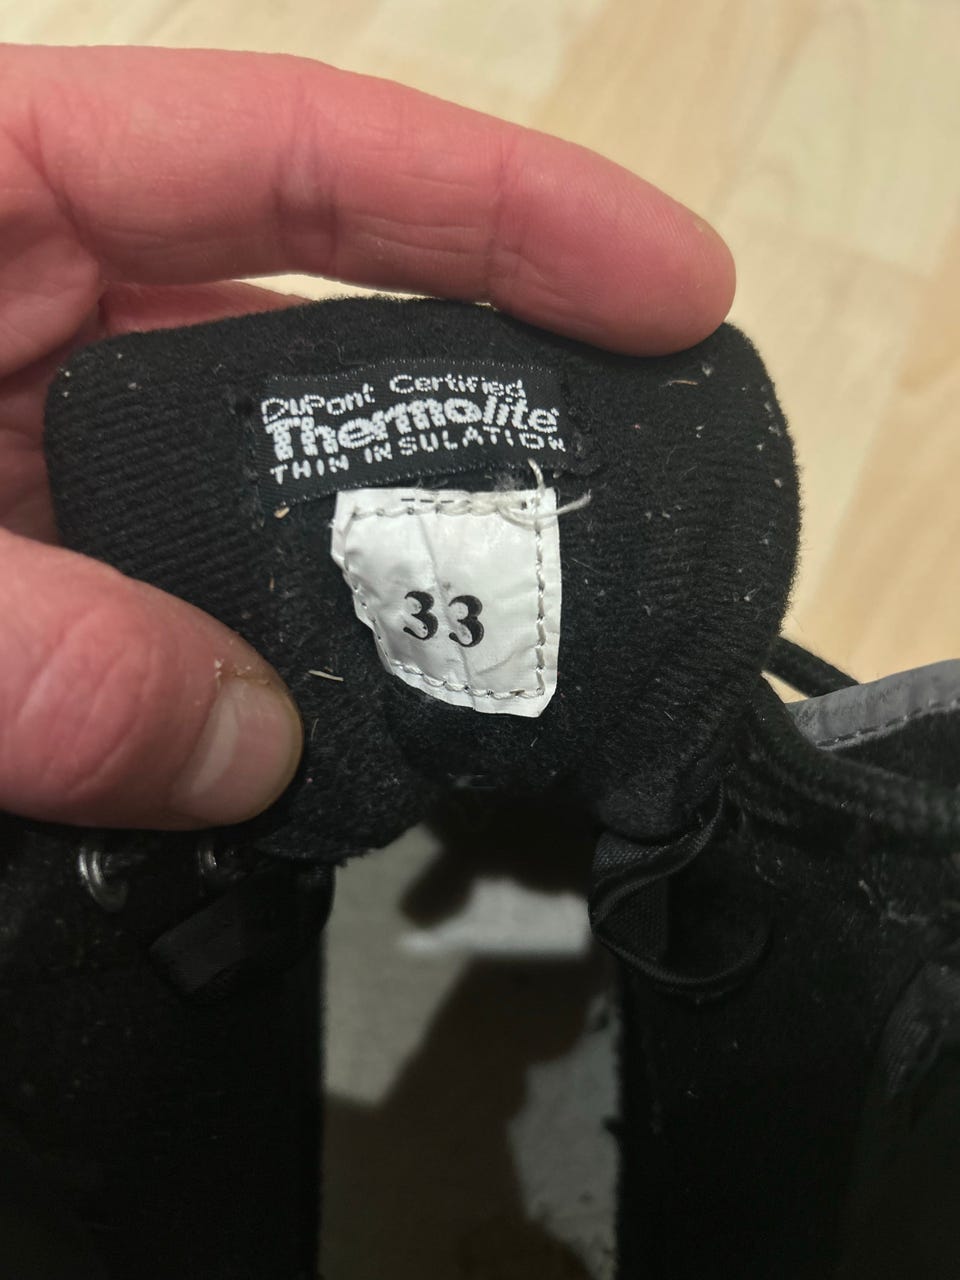 DuPont Certified
Thermolite
THIN INSULATION
33